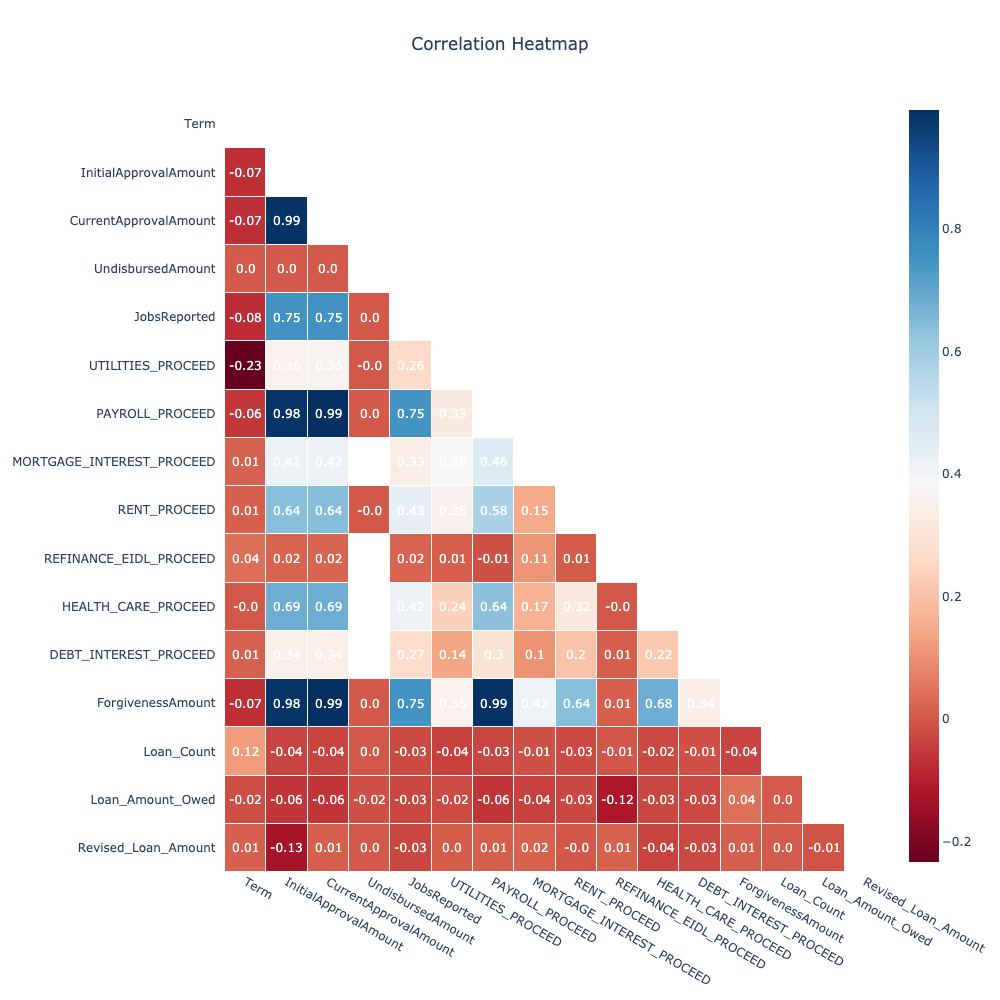 Correlation Heatmap
Term
InitialApprovalAmount -0.07
CurrentApprovalAmount -0.07 0.99
UndisbursedAmount 0.0 0.0 0.0
JobsReported -0.08 0.75 0.75 0.0
UTILITIES_PROCEED -0.23 0.36 0.36 -0.0 0.26
PAYROLL_PROCEED -0.06 0.98 0.99 0.0 0.75 0.33
MORTGAGE_INTEREST_PROCEED 0.01 0.42 0.42 0.33 0.38 0.46
RENT_PROCEED 0.01 0.64 0.64 -0.0 0.43 0.35 0.58 0.15
REFINANCE_EIDL_PROCEED 0.04 0.02 0.02 0.02 0.01 -0.01 0.11 0.01
HEALTH_CARE_PROCEED -0.0 0.69 0.69 0.42 0.24 0.64 0.17 0.32 -0.0
DEBT_INTEREST_PROCEED 0.01 0.34 0.34 0.27 0.14 0.3 0.1 0.2 0.01 0.22
ForgivenessAmount -0.07 0.98 0.99 0.0 0.75 0.35 0.99 0.42 0.64 0.01 0.68 0.34
Loan_Count 0.12 -0.04 -0.04 0.0 -0.03 -0.04 -0.03 -0.01 -0.03 -0.01 -0.02 -0.01 -0.04
Loan_Amount_Owed -0.02 -0.06 -0.06 -0.02 -0.03 -0.02 -0.06 -0.04 -0.03 -0.12 -0.03 -0.03 0.04 0.0
Revised_Loan_Amount 0.01 -0.13 0.01 0.0 -0.03 0.0 0.01 0.02 -0.0 0.01 -0.04 -0.03 0.01 0.0 -0.01
Term
InitialApprovalAmount
CurrentApprovalAmount
UndisbursedAmount
JobsReported
UTILITIES_PROCEED
PAYROLL_PROCEED
MORTGAGE_INTEREST_PROCEED
RENT_PROCEED
REFINANCE_EIDL_PROCEED
HEALTH_CARE_PROCEED
DEBT_INTEREST_PROCEED
ForgivenessAmount
Loan_Count
Loan_Amount_Owed
Revised_Loan_Amount
0.8
0.6
0.4
0.2
0
−0.2